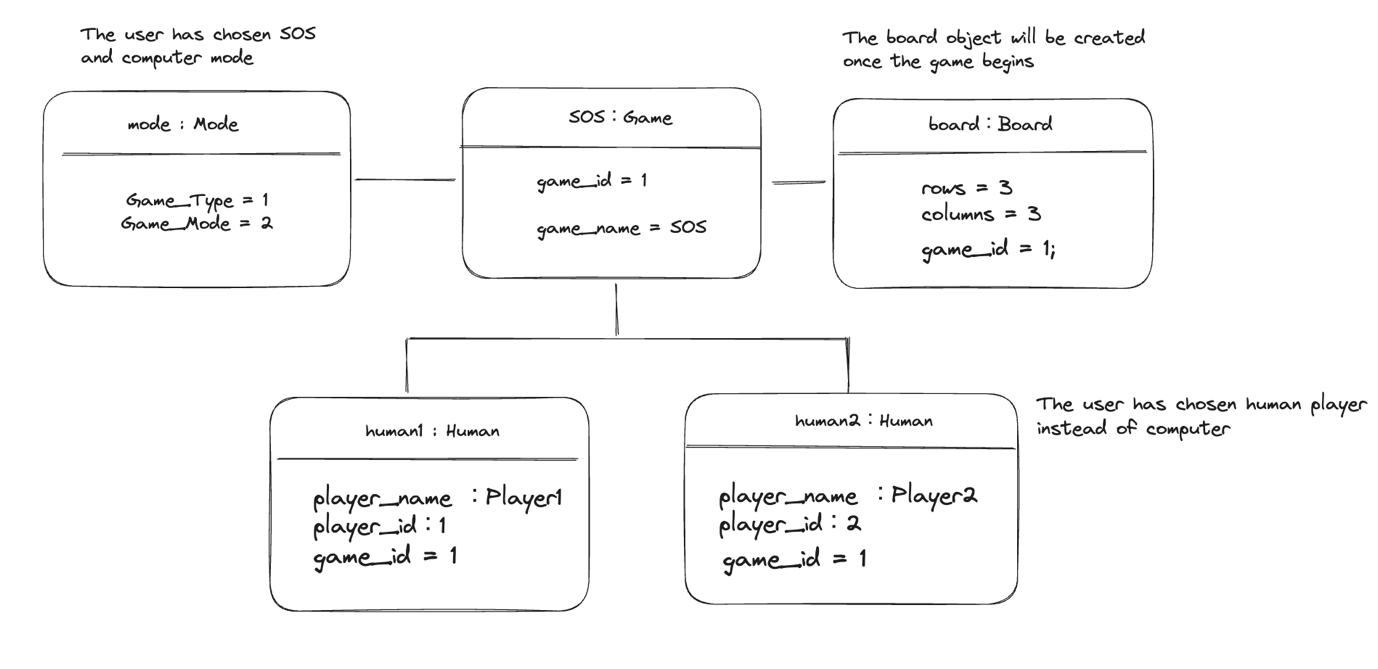 The user has chosen SOS
and computer mode
The board object will be created
once the game begins
mode : Mode
Game_Type = 1
Game_Mode = 2
SOS : Game
game_id = 1
game_name = SOS
board : Board
rows = 3
columns = 3
game_id = 1;
human1 : Human
player_name : Player1
player_id : 1
game_id = 1
human2 : Human
player_name : Player2
player_id : 2
game_id = 1
The user has chosen human player
instead of computer